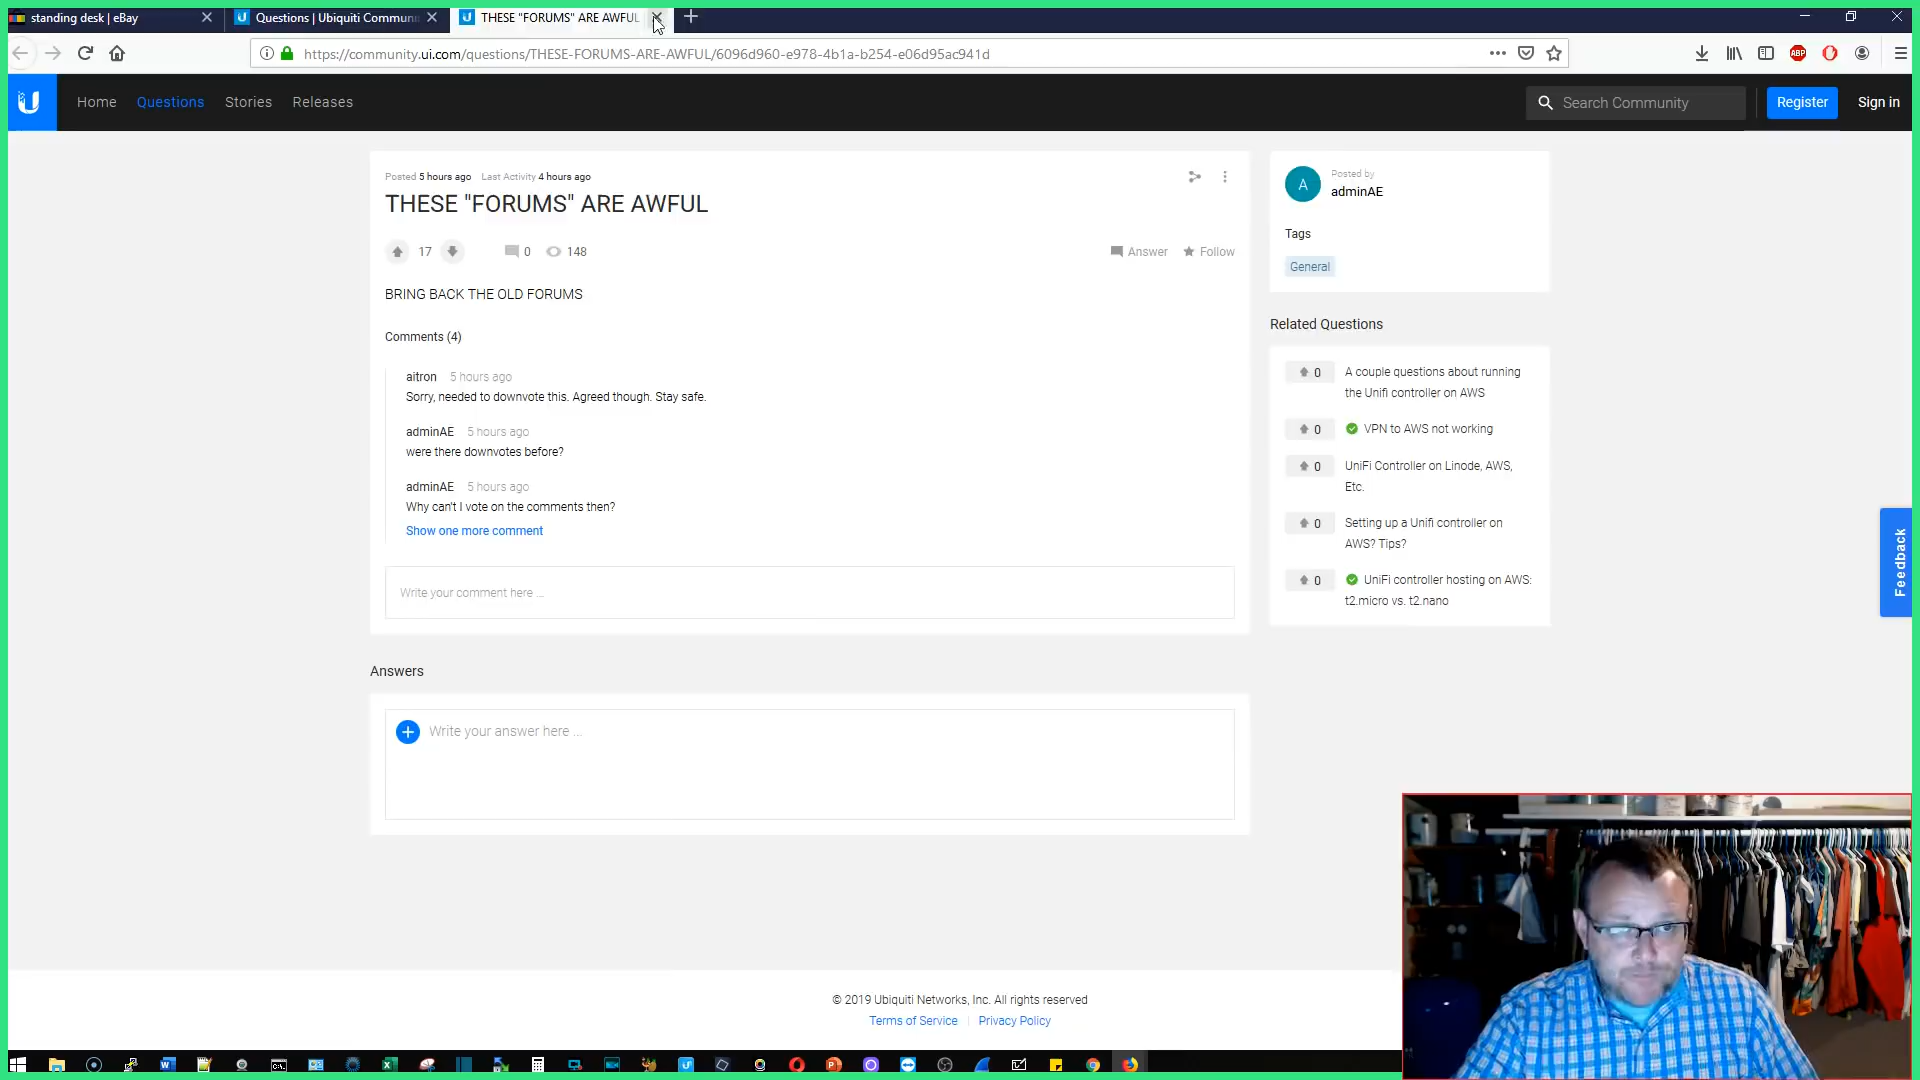 standing desk | eBay
Questions | Ubiquiti Commun
THESE "FORUMS" ARE AWFUL
https://community.ui.com/questions/THESE-FORUMS-ARE-AWFUL/6096d960-e978-4b1a-b254-e06d95ac941d
ABP
Home
Questions
Stories
Releases
Search Community
Register
Sign in
Posted 5 hours ago Last Activity 4 hours ago
THESE "FORUMS" ARE AWFUL
17
0
148
Answer
Follow
BRING BACK THE OLD FORUMS
Comments (4)
aitron 5 hours ago
Sorry, needed to downvote this. Agreed though. Stay safe.
adminAE 5 hours ago
were there downvotes before?
adminAE 5 hours ago
Why can't I vote on the comments then?
Show one more comment
Write your comment here ...
Answers
Write your answer here ...
A
Posted by
adminAE
Tags
General
Related Questions
0
A couple questions about running
the Unifi controller on AWS
0
VPN to AWS not working
0
UniFi Controller on Linode, AWS,
Etc.
0
Setting up a Unifi controller on
AWS? Tips?
0
UniFi controller hosting on AWS:
t2.micro vs. t2.nano
Feedback
© 2019 Ubiquiti Networks, Inc. All rights reserved
Terms of Service
Privacy Policy